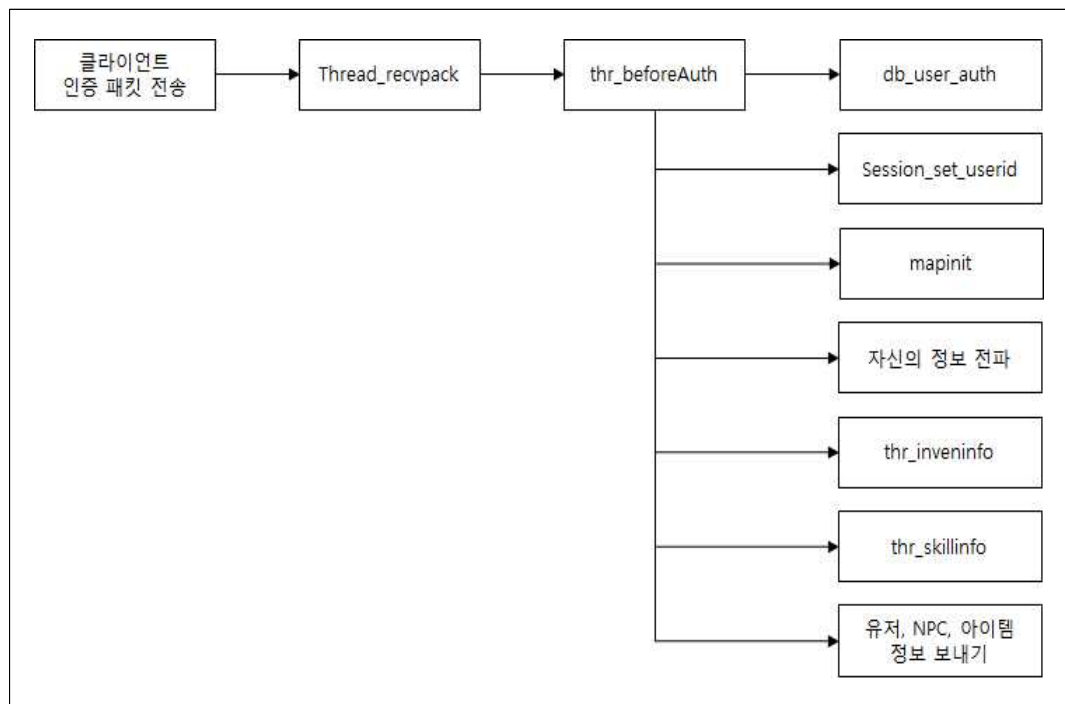 클라이언트
인증 패킷 전송
Thread_recvpack
thr_beforeAuth
db_user_auth
Session_set_userid
mapinit
자신의 정보 전파
thr_inveninfo
thr_skillinfo
유저, NPC, 아이템
정보 보내기